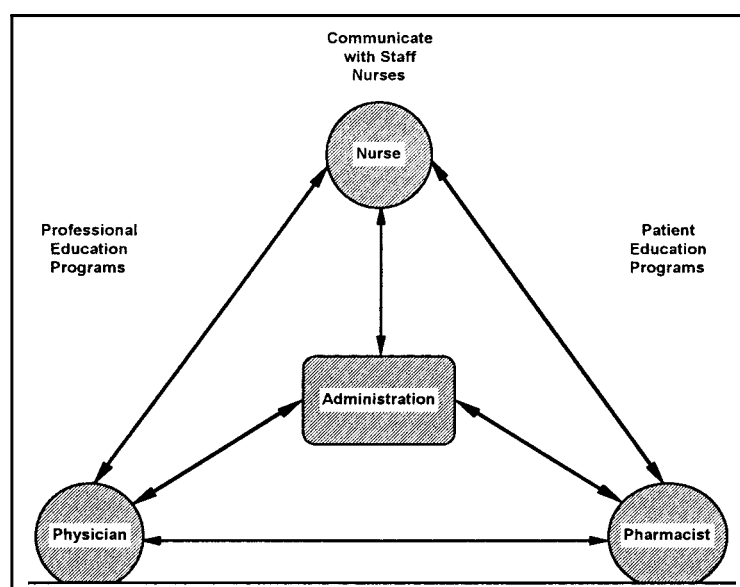 Communicate
with Staff
Nurses
Nurse
Professional
Education
Programs
Patient
Education
Programs
Administration
Physician
Pharmacist